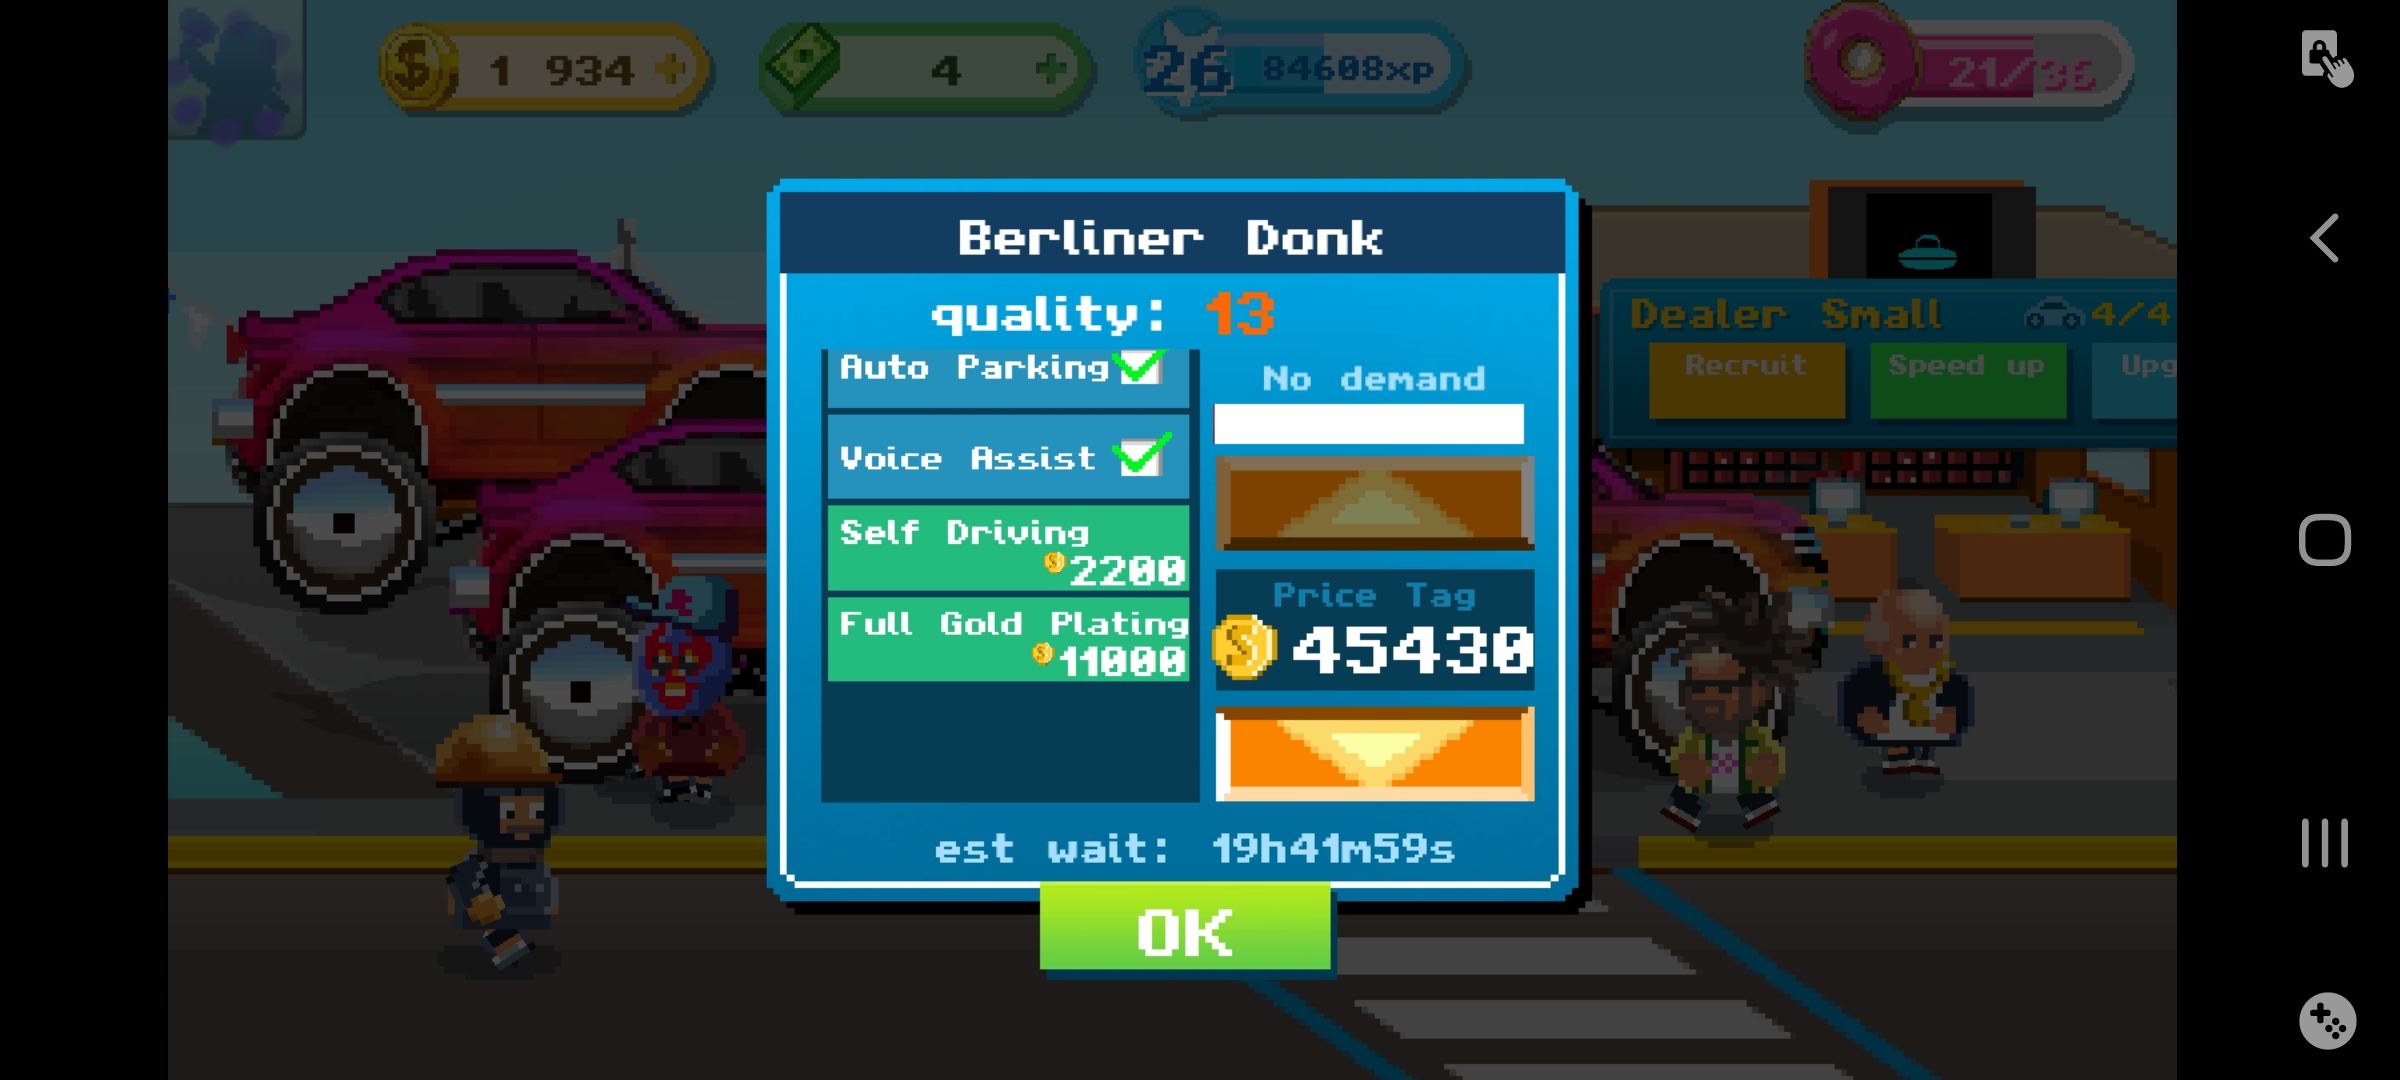 1 934 +
4 +
26 84608xp
21/36
Berliner Donk
quality: 13
Auto Parking
Voice Assist
Self Driving
2200
Full Gold Plating
11000
No demand
Price Tag
45430
est wait: 19h41m59s
OK
Dealer Small 4/4
Recruit
Speed up
Upg